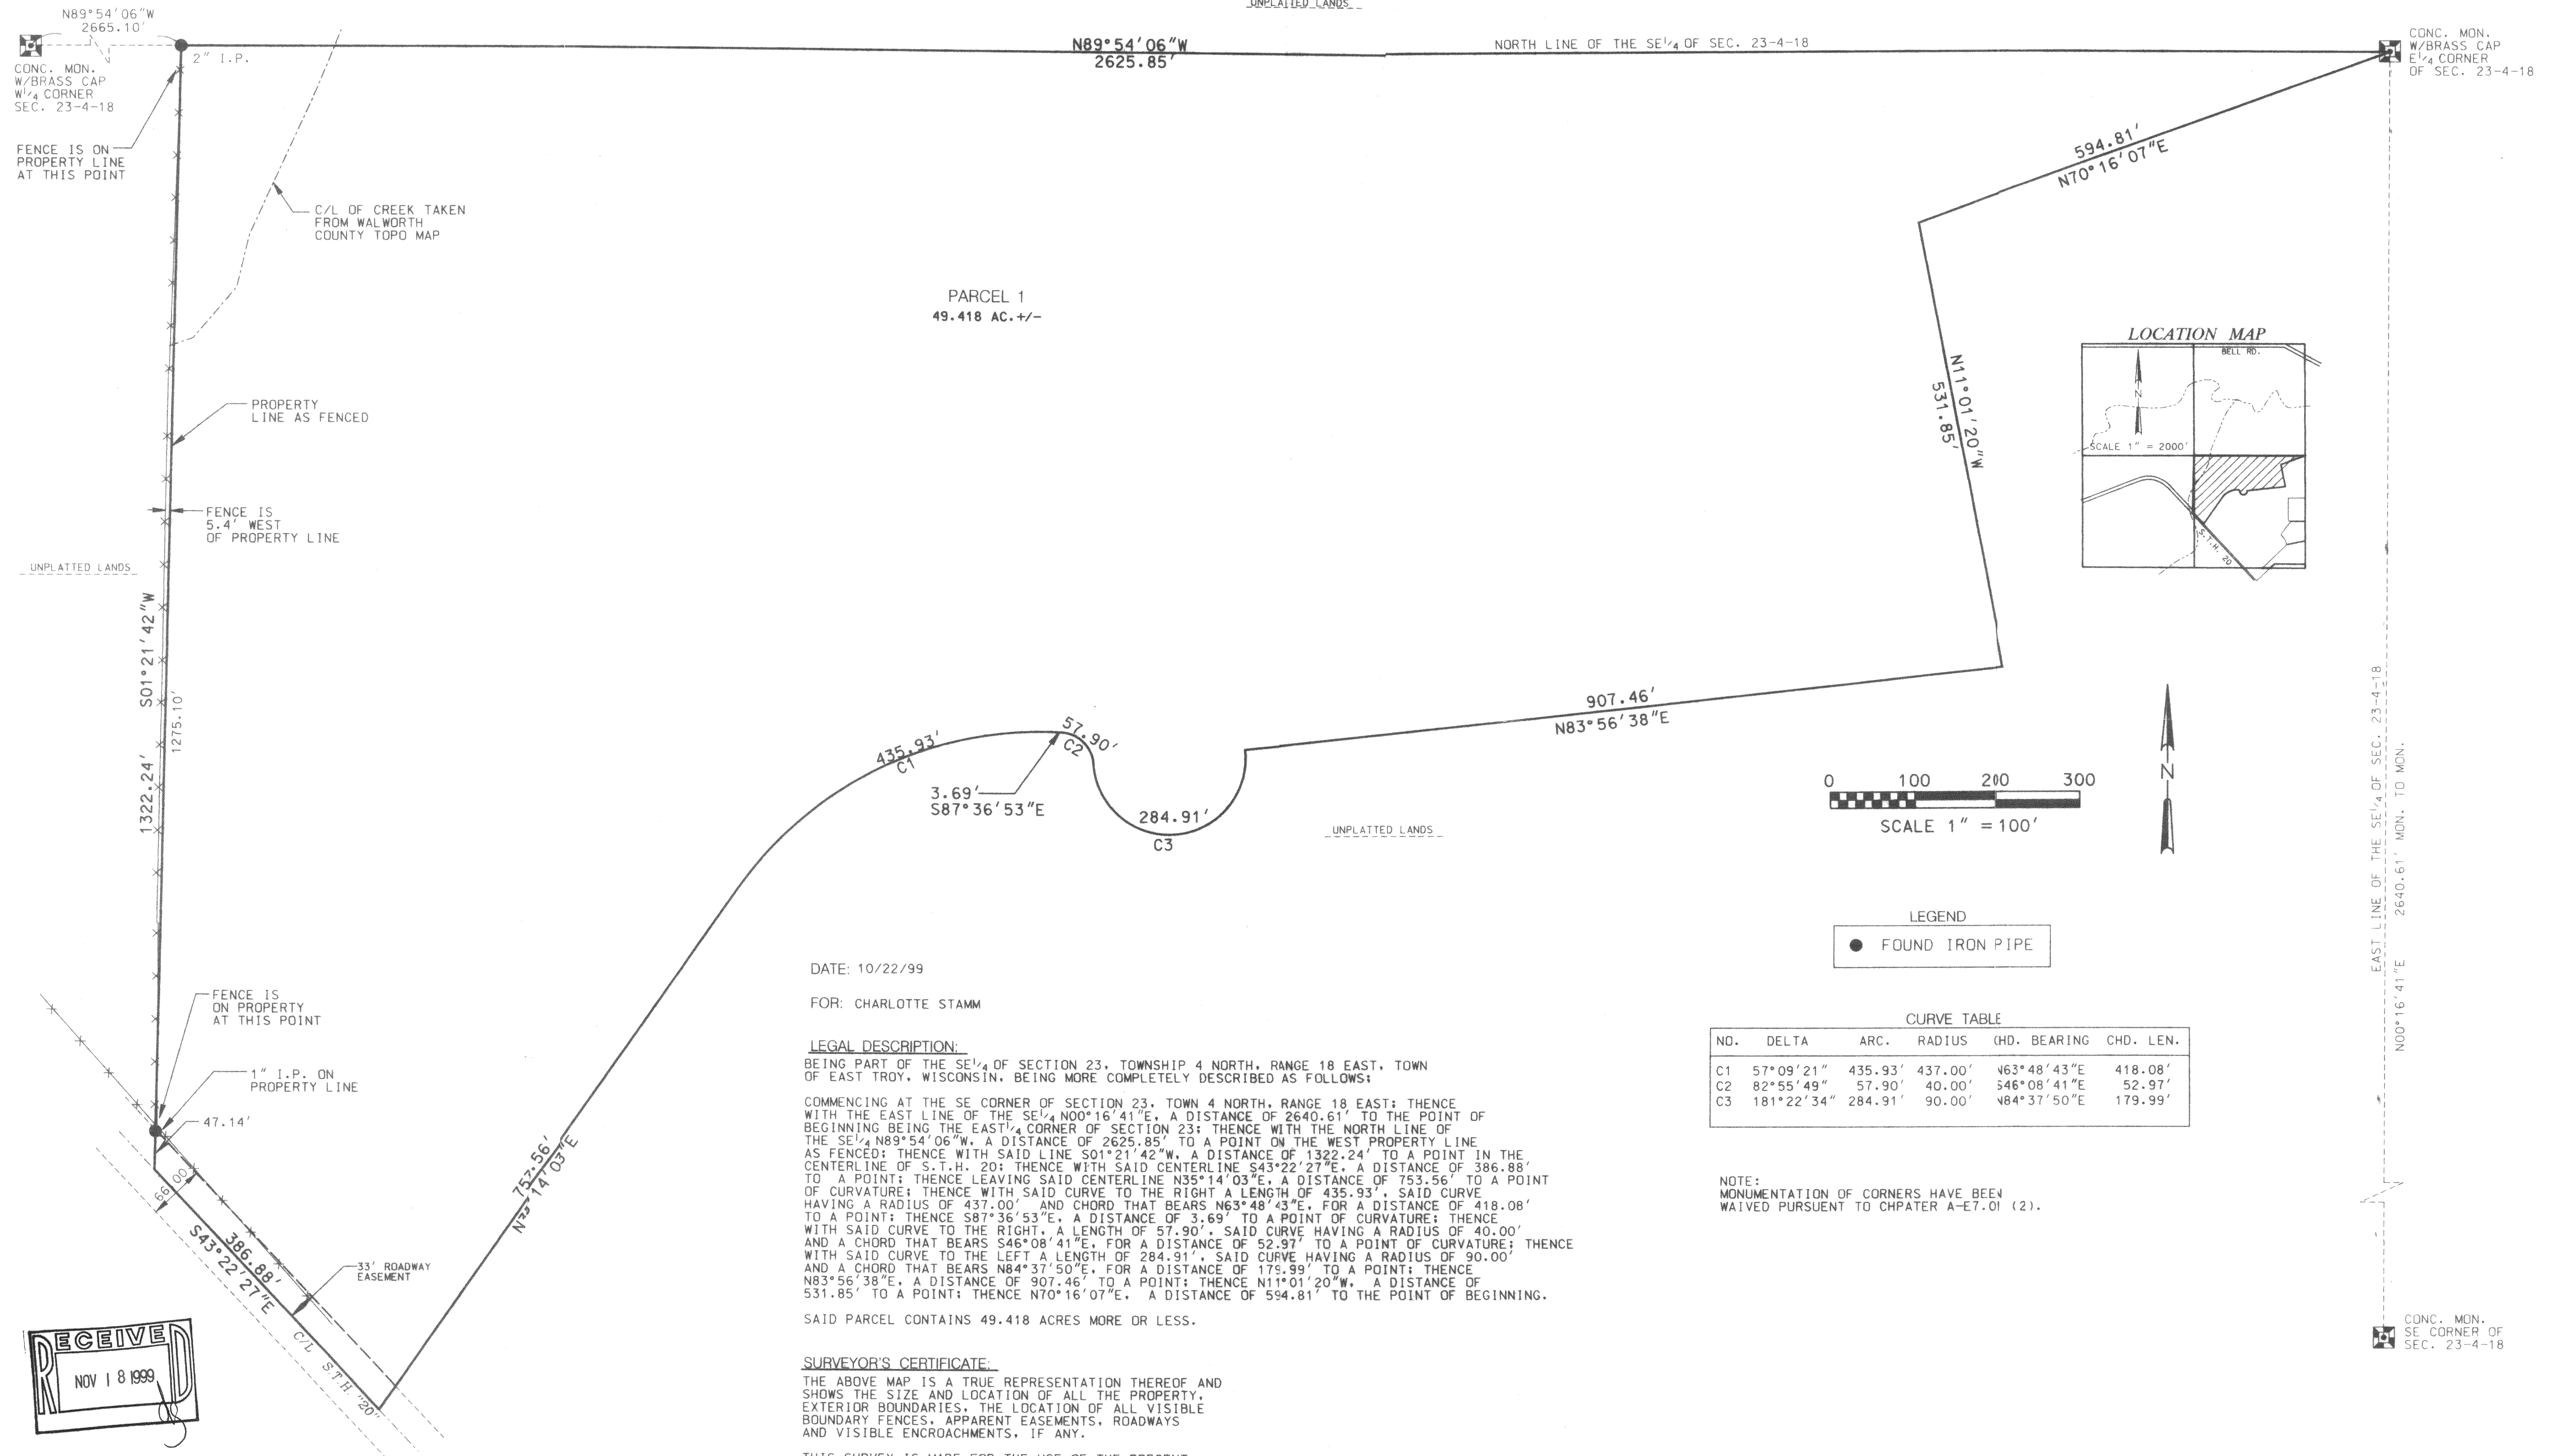 UNPLATTED LANDS
N89°54'06"W
2665.10'
2" I.P.
CONC. MON.
W/BRASS CAP
W1/4 CORNER
SEC. 23-4-18
N89°54'06"W
2625.85'
NORTH LINE OF THE SE1/4 OF SEC. 23-4-18
CONC. MON.
W/BRASS CAP
E1/4 CORNER
OF SEC. 23-4-18
FENCE IS ON
PROPERTY LINE
AT THIS POINT
C/L OF CREEK TAKEN
FROM WALWORTH
COUNTY TOPO MAP
594.81'
N70°16'07"E
PARCEL 1
49.418 AC.+/-
N11°01'20"W
531.85'
LOCATION MAP
BELL RD.
N
SCALE 1" = 2000'
S.T.H. 20
PROPERTY
LINE AS FENCED
FENCE IS
5.4' WEST
OF PROPERTY LINE
UNPLATTED LANDS
S01°21'42"W
1322.24'
1275.10'
907.46'
N83°56'38"E
435.93'
C1
57.90'
C2
3.69'
S87°36'53"E
284.91'
C3
UNPLATTED LANDS
0 100 200 300
SCALE 1" = 100'
N
EAST LINE OF THE SE1/4 OF SEC. 23-4-18
N00°16'41"E 2640.61' MON. TO MON.
LEGEND
FOUND IRON PIPE
CURVE TABLE
NO. DELTA ARC. RADIUS CHD. BEARING CHD. LEN.
C1 57°09'21" 435.93' 437.00' N63°48'43"E 418.08'
C2 82°55'49" 57.90' 40.00' S46°08'41"E 52.97'
C3 181°22'34" 284.91' 90.00' N84°37'50"E 179.99'
NOTE:
MONUMENTATION OF CORNERS HAVE BEEN
WAIVED PURSUANT TO CHPATER A-E7.01 (2).
FENCE IS
ON PROPERTY
AT THIS POINT
1" I.P. ON
PROPERTY LINE
47.14'
66.00
386.88'
S43°22'27"E
33' ROADWAY
EASEMENT
C/L S.T.H. "20"
14'03"E
DATE: 10/22/99
FOR: CHARLOTTE STAMM
LEGAL DESCRIPTION:
BEING PART OF THE SE1/4 OF SECTION 23, TOWNSHIP 4 NORTH, RANGE 18 EAST, TOWN
OF EAST TROY, WISCONSIN, BEING MORE COMPLETELY DESCRIBED AS FOLLOWS:
COMMENCING AT THE SE CORNER OF SECTION 23, TOWN 4 NORTH, RANGE 18 EAST; THENCE
WITH THE EAST LINE OF THE SE1/4 N00°16'41"E, A DISTANCE OF 2640.61' TO THE POINT OF
BEGINNING BEING THE EAST1/4 CORNER OF SECTION 23; THENCE WITH THE NORTH LINE OF
THE SE1/4 N89°54'06"W, A DISTANCE OF 2625.85' TO A POINT ON THE WEST PROPERTY LINE
AS FENCED; THENCE WITH SAID LINE S01°21'42"W, A DISTANCE OF 1322.24' TO A POINT IN THE
CENTERLINE OF S.T.H. 20; THENCE WITH SAID CENTERLINE S43°22'27"E, A DISTANCE OF 386.88'
TO A POINT; THENCE LEAVING SAID CENTERLINE N35°14'03"E, A DISTANCE OF 753.56' TO A POINT
OF CURVATURE; THENCE WITH SAID CURVE TO THE RIGHT A LENGTH OF 435.93', SAID CURVE
HAVING A RADIUS OF 437.00' AND CHORD THAT BEARS N63°48'43"E, FOR A DISTANCE OF 418.08'
TO A POINT; THENCE S87°36'53"E, A DISTANCE OF 3.69' TO A POINT OF CURVATURE; THENCE
WITH SAID CURVE TO THE RIGHT, A LENGTH OF 57.90', SAID CURVE HAVING A RADIUS OF 40.00'
AND A CHORD THAT BEARS S46°08'41"E, FOR A DISTANCE OF 52.97' TO A POINT OF CURVATURE; THENCE
WITH SAID CURVE TO THE LEFT A LENGTH OF 284.91', SAID CURVE HAVING A RADIUS OF 90.00'
AND A CHORD THAT BEARS N84°37'50"E, FOR A DISTANCE OF 179.99' TO A POINT; THENCE
N83°56'38"E, A DISTANCE OF 907.46' TO A POINT; THENCE N11°01'20"W, A DISTANCE OF
531.85' TO A POINT; THENCE N70°16'07"E, A DISTANCE OF 594.81' TO THE POINT OF BEGINNING.
SAID PARCEL CONTAINS 49.418 ACRES MORE OR LESS.
SURVEYOR'S CERTIFICATE:
THE ABOVE MAP IS A TRUE REPRESENTATION THEREOF AND
SHOWS THE SIZE AND LOCATION OF ALL THE PROPERTY,
EXTERIOR BOUNDARIES, THE LOCATION OF ALL VISIBLE
BOUNDARY FENCES, APPARENT EASEMENTS, ROADWAYS
AND VISIBLE ENCROACHMENTS, IF ANY.
THIS SURVEY IS MADE FOR THE USE OF THE PRESENT
CONC. MON.
SE CORNER OF
SEC. 23-4-18
RECEIVED
NOV 18 1999